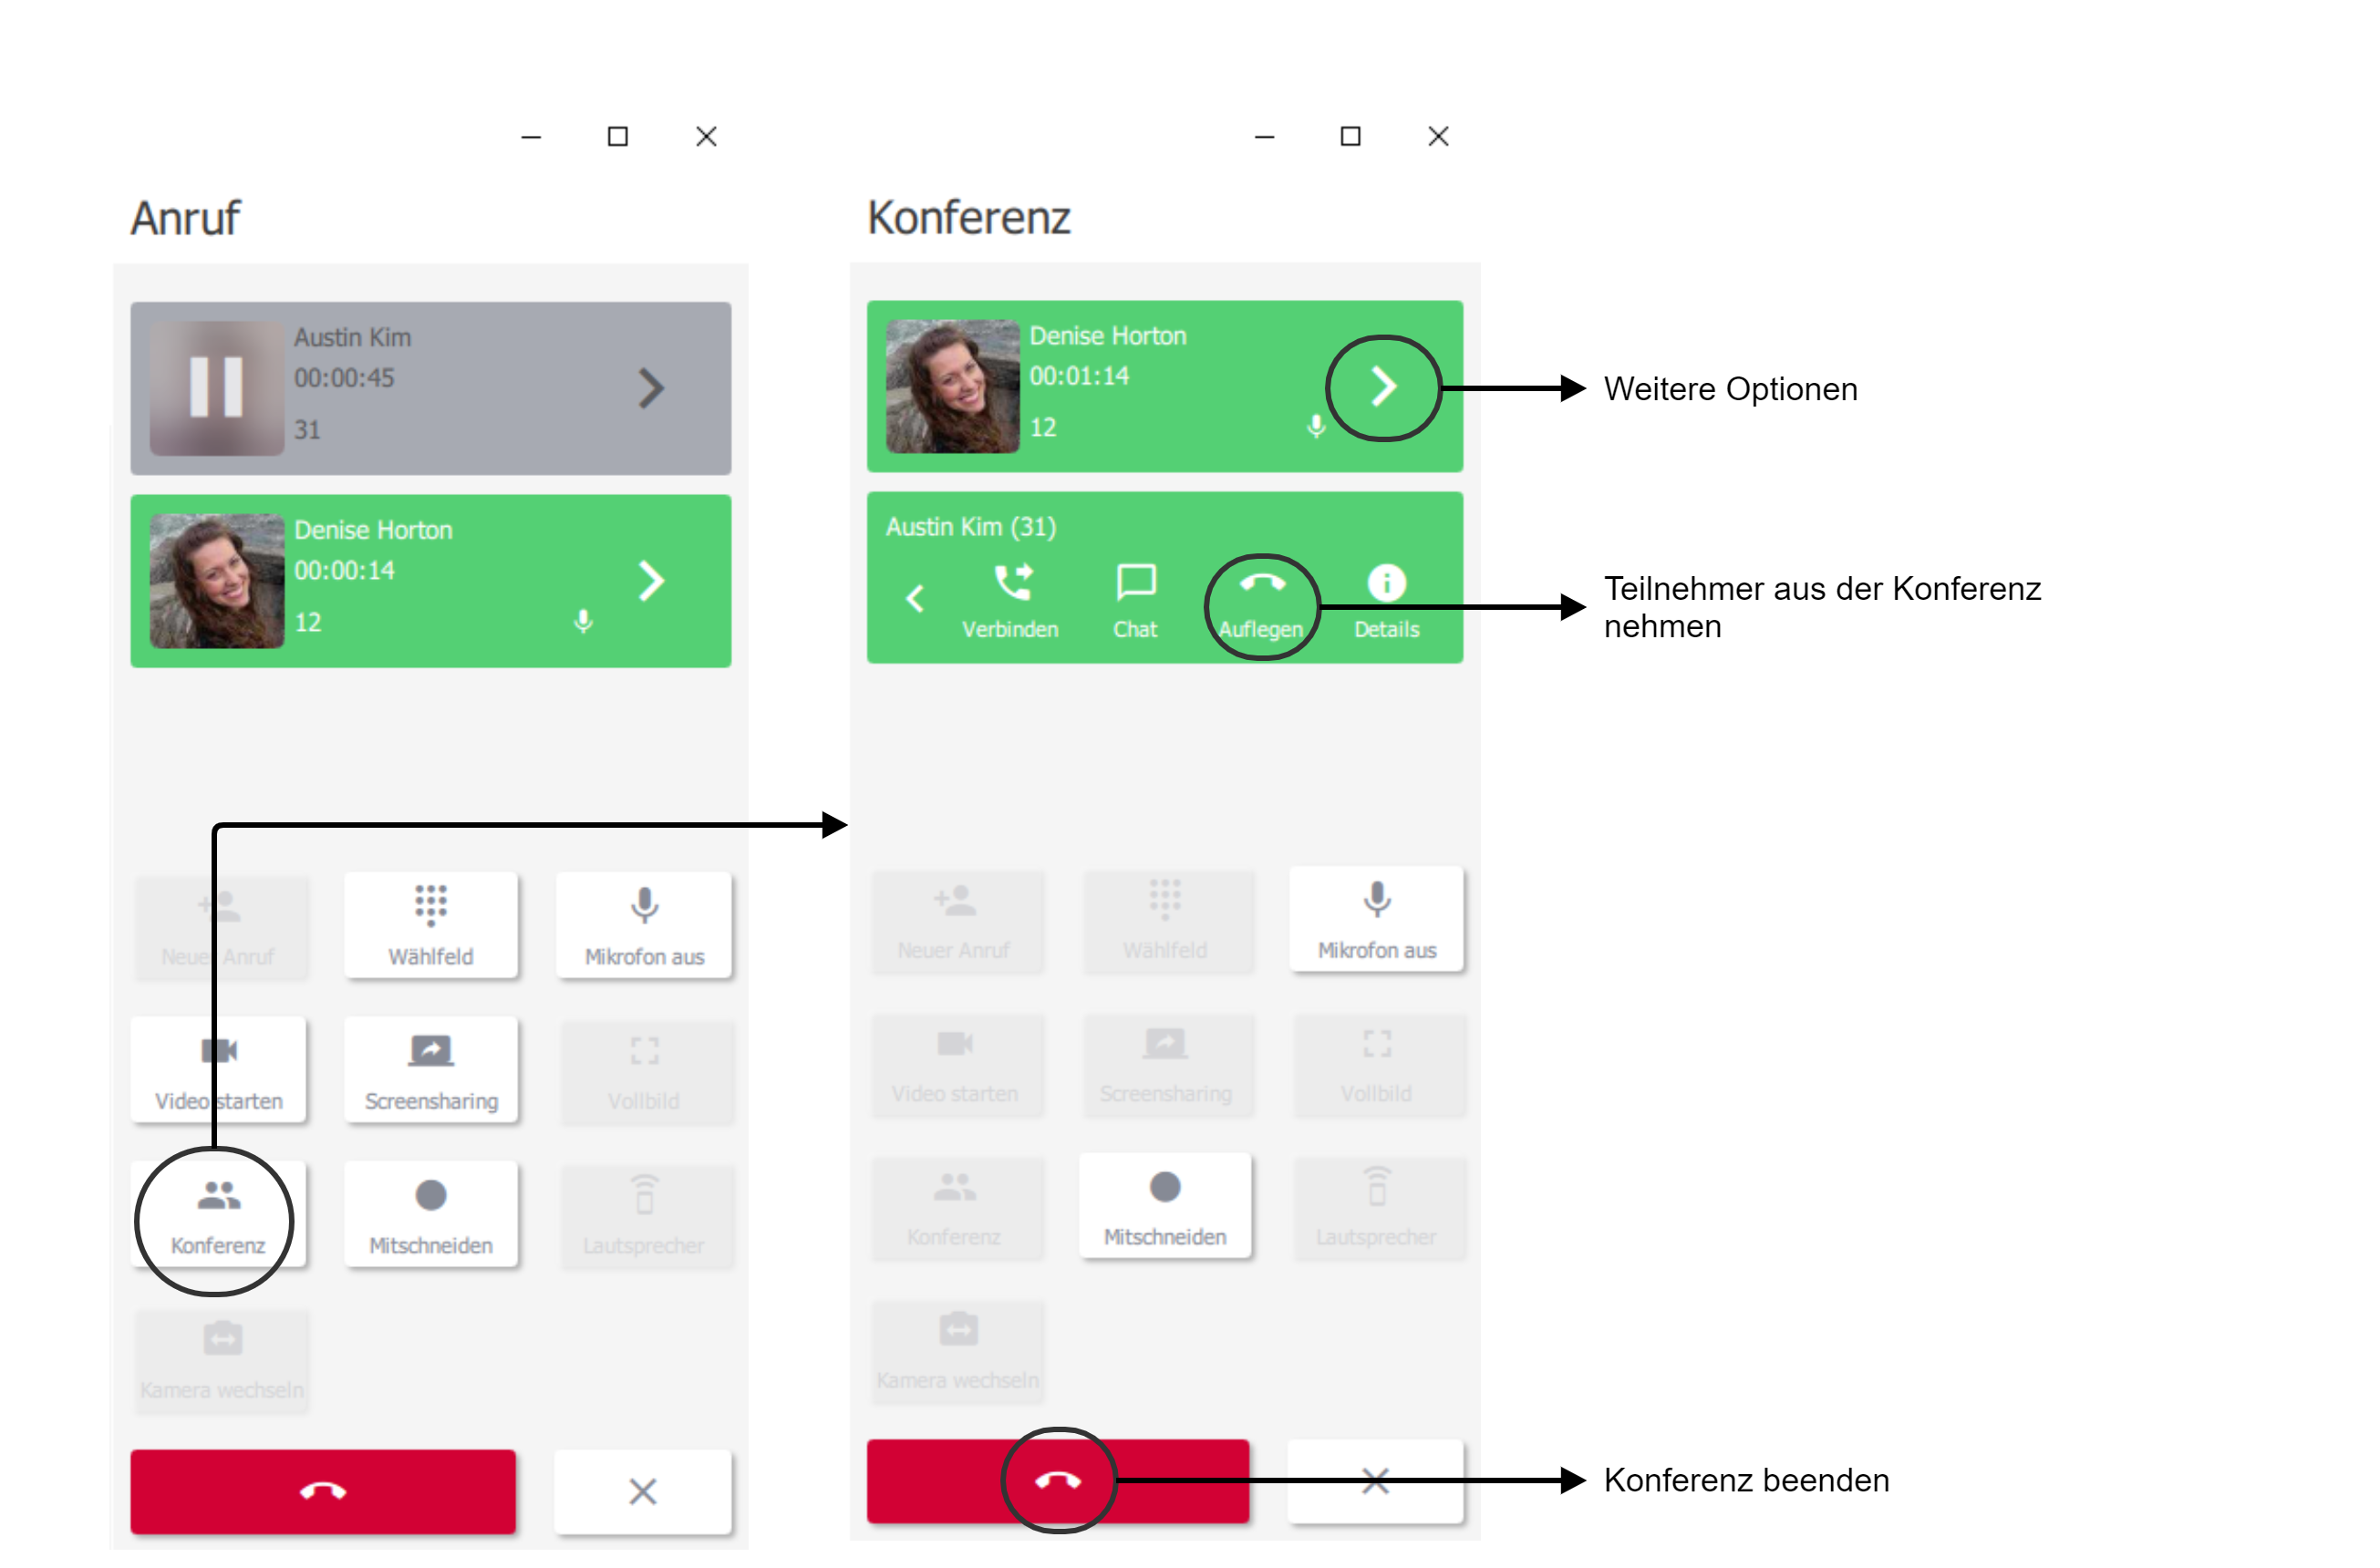 Anruf
Austin Kim
00:00:45
31
Denise Horton
00:00:14
12
Neuer Anruf
Wählfeld
Mikrofon aus
Video starten
Screensharing
Vollbild
Konferenz
Mitschneiden
Lautsprecher
Kamera wechseln
Konferenz
Denise Horton
00:01:14
12
Austin Kim (31)
Verbinden
Chat
Auflegen
Details
Neuer Anruf
Wählfeld
Mikrofon aus
Video starten
Screensharing
Vollbild
Konferenz
Mitschneiden
Lautsprecher
Kamera wechseln
Weitere Optionen
Teilnehmer aus der Konferenz
nehmen
Konferenz beenden